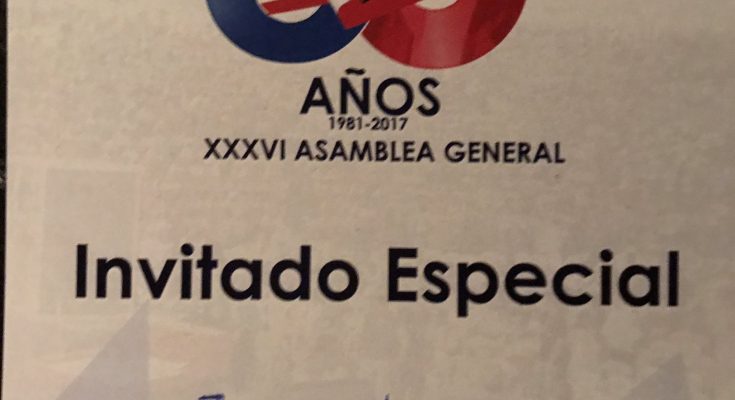 AÑOS
1981-2017
XXXVI ASAMBLEA GENERAL
Invitado Especial